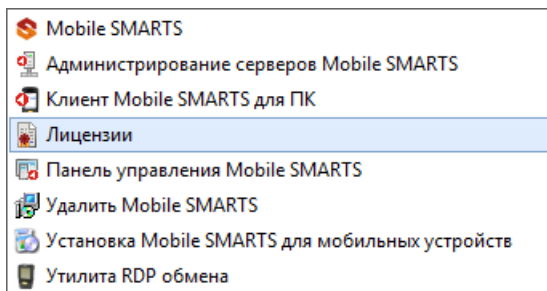 Mobile SMARTS
Администрирование серверов Mobile SMARTS
Клиент Mobile SMARTS для ПК
Лицензии
Панель управления Mobile SMARTS
Удалить Mobile SMARTS
Установка Mobile SMARTS для мобильных устройств
Утилита RDP обмена